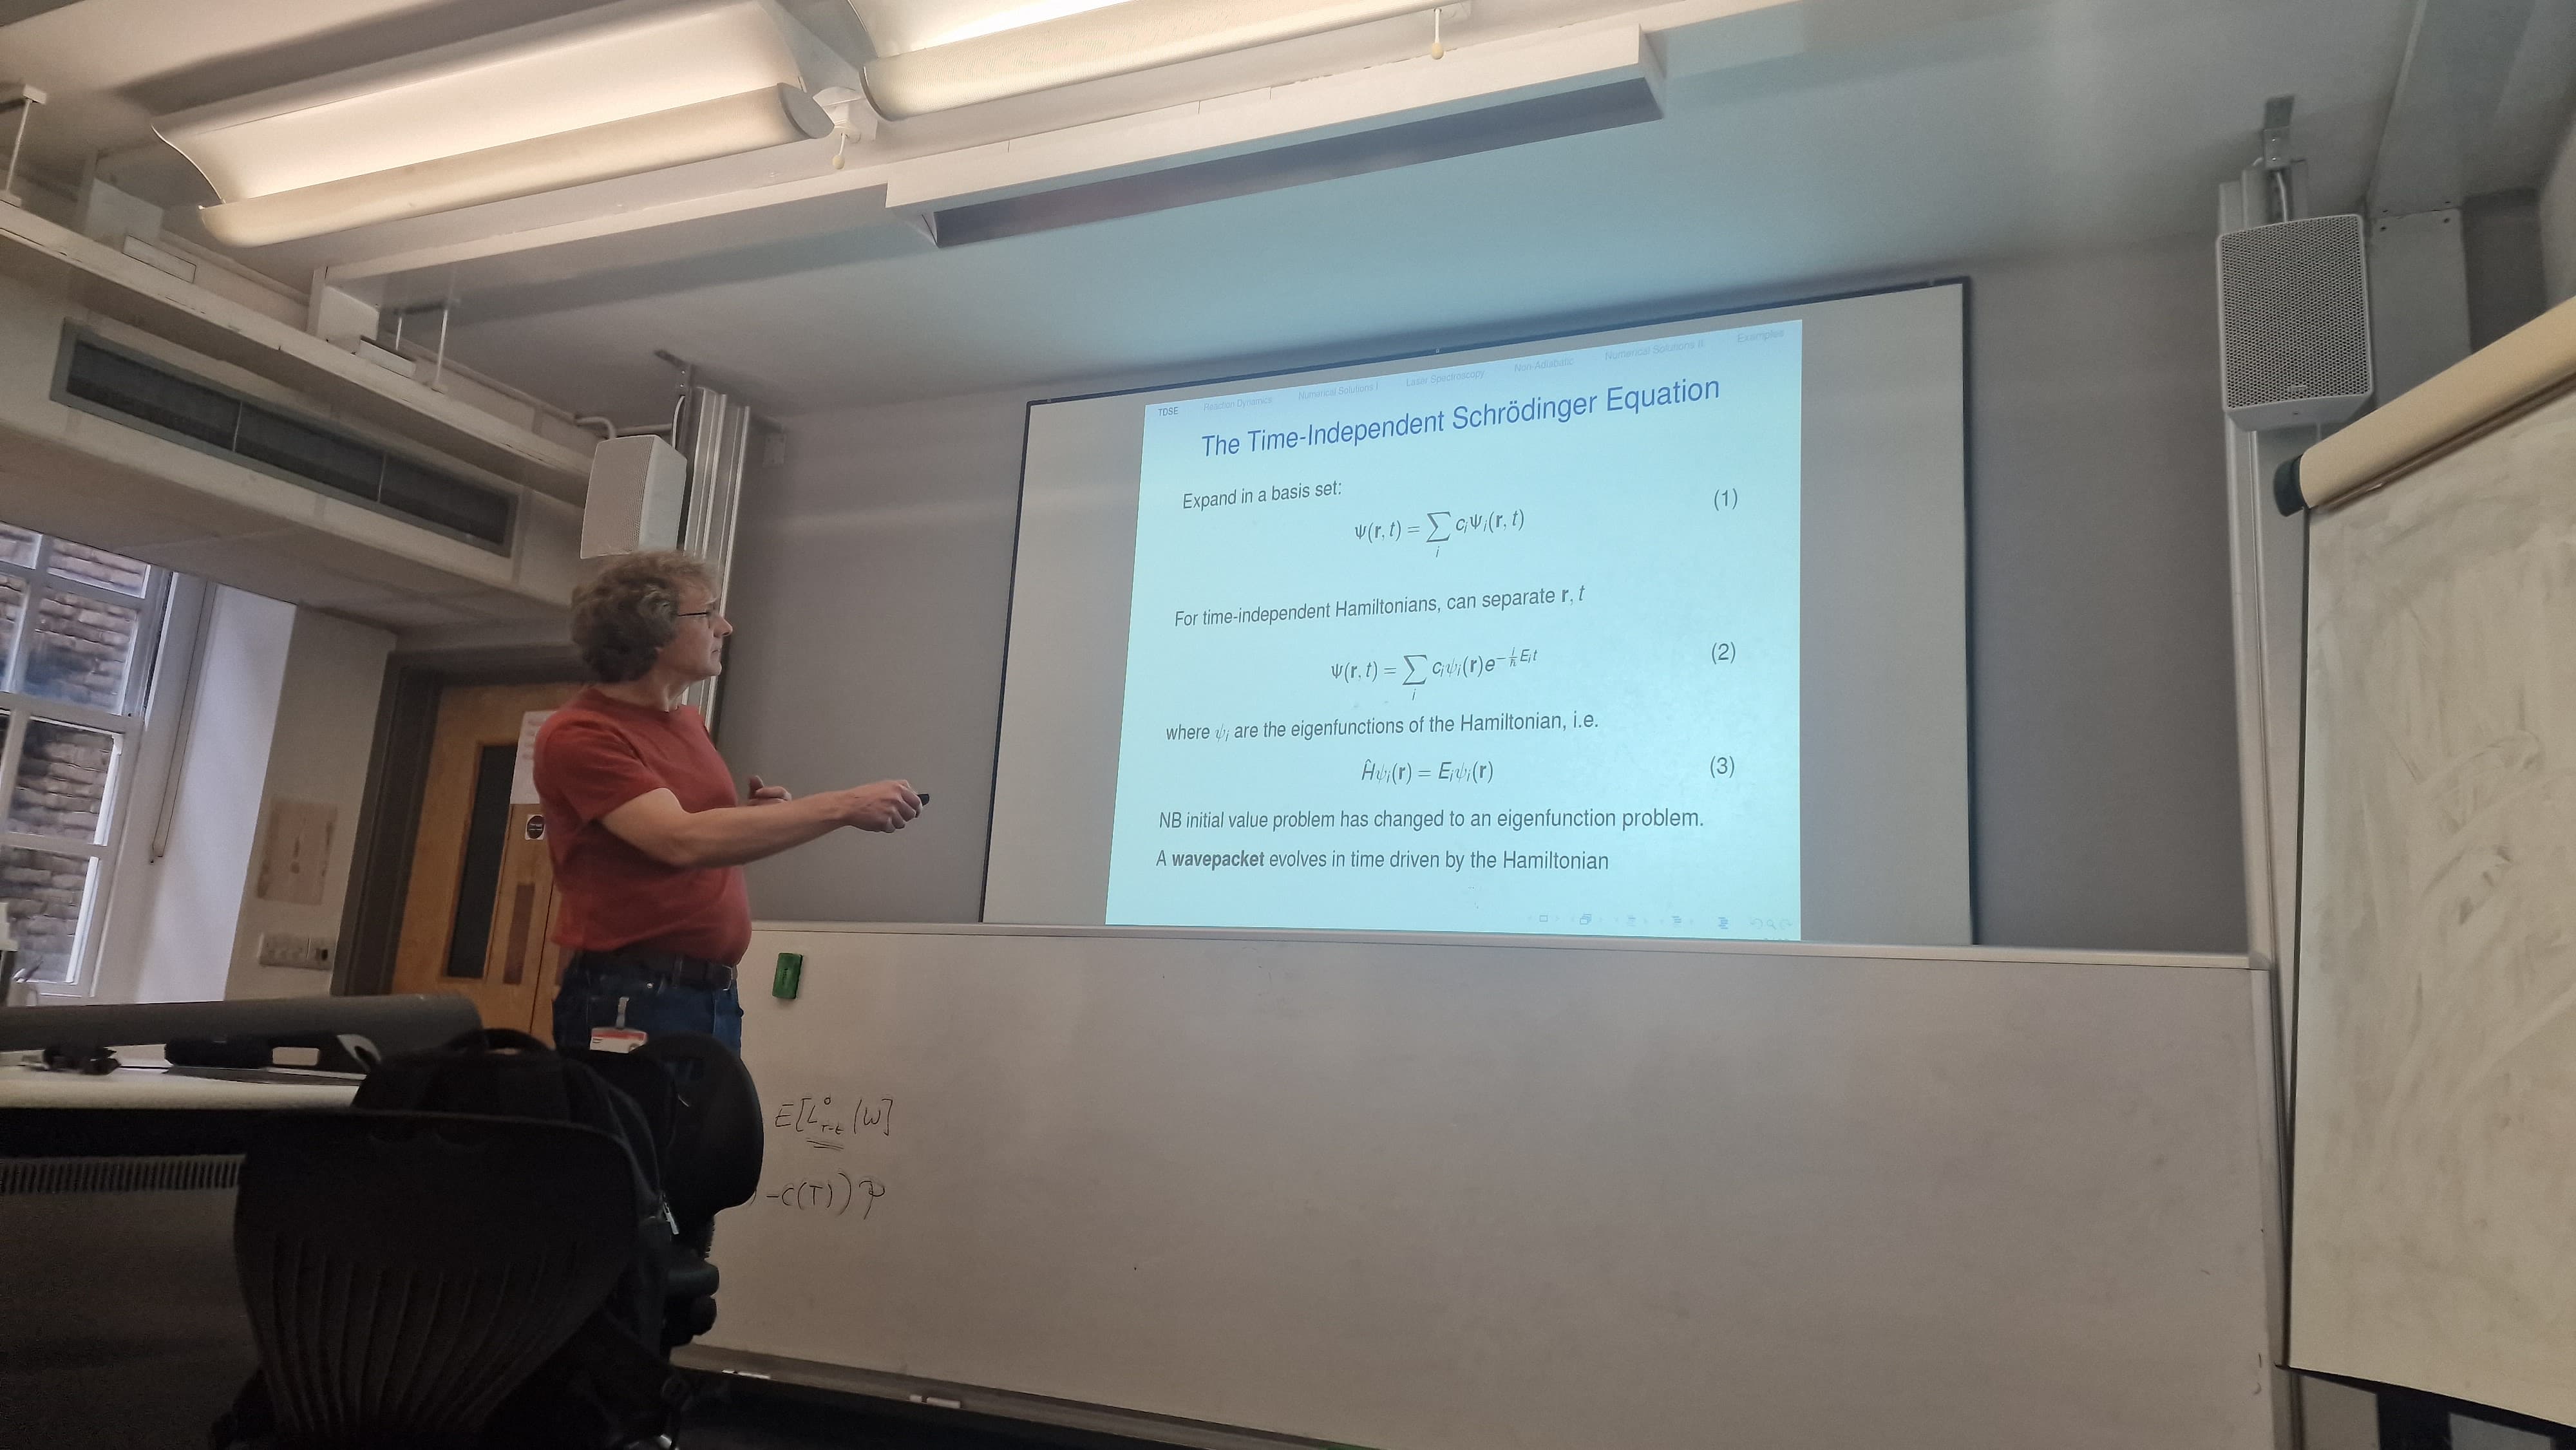 TDSE Reaction Dynamics Numerical Solutions I Laser Spectroscopy Non-Adiabatic Numerical Solutions II Examples
The Time-Independent Schrödinger Equation
Expand in a basis set:
Ψ(r, t) = ∑ᵢ cᵢΨᵢ(r, t) (1)
For time-independent Hamiltonians, can separate r, t
Ψ(r, t) = ∑ᵢ cᵢψᵢ(r)e^{-i/ħ Eᵢt} (2)
where ψᵢ are the eigenfunctions of the Hamiltonian, i.e.
Ĥψᵢ(r) = Eᵢψᵢ(r) (3)
NB initial value problem has changed to an eigenfunction problem.
A wavepacket evolves in time driven by the Hamiltonian
E[L°_{T-t} | W]
) -C(T))